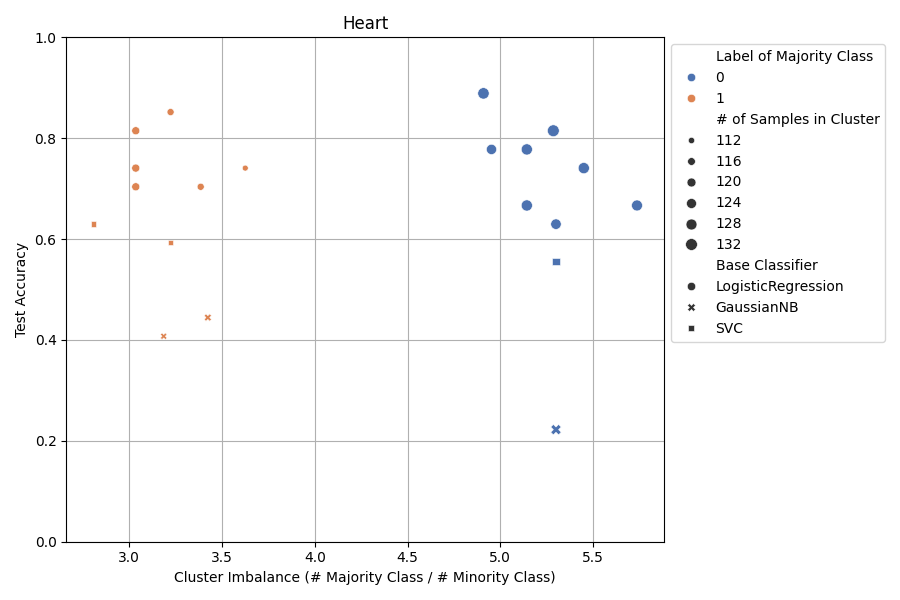 Heart
1.0
0.8
0.6
0.4
0.2
0.0
Test Accuracy
3.0 3.5 4.0 4.5 5.0 5.5
Cluster Imbalance (# Majority Class / # Minority Class)
Label of Majority Class
0
1
# of Samples in Cluster
112
116
120
124
128
132
Base Classifier
LogisticRegression
GaussianNB
SVC